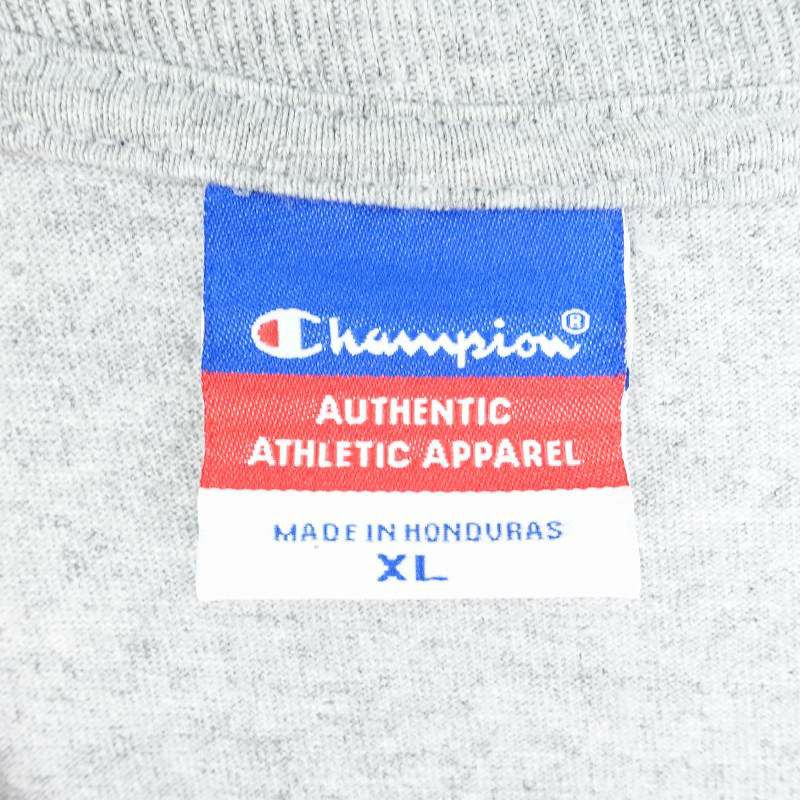 Champion®
AUTHENTIC
ATHLETIC APPAREL
MADE IN HONDURAS
XL